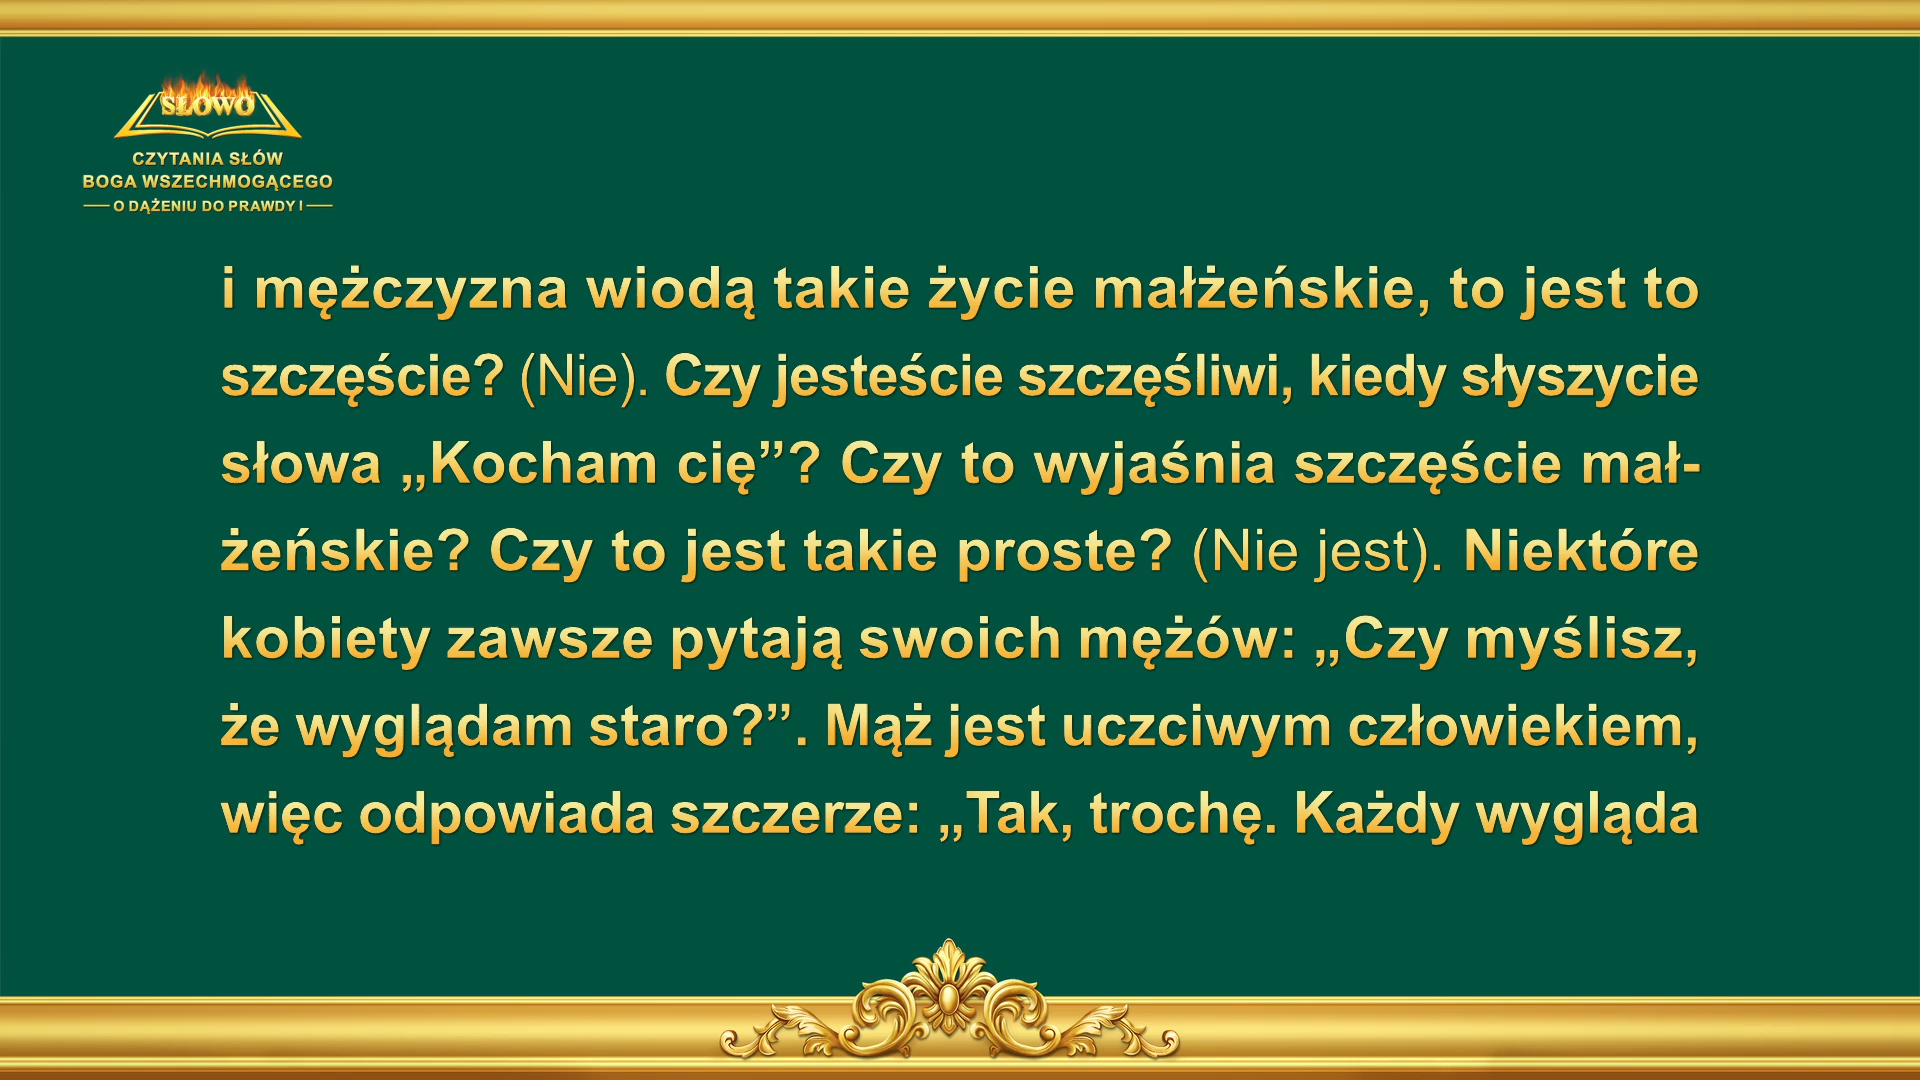 SŁOWO
CZYTANIA SŁÓW
BOGA WSZECHMOGĄCEGO
O DĄŻENIU DO PRAWDY I
i mężczyzna wiodą takie życie małżeńskie, to jest to
szczęście? (Nie). Czy jesteście szczęśliwi, kiedy słyszycie
słowa „Kocham cię”? Czy to wyjaśnia szczęście mał-
żeńskie? Czy to jest takie proste? (Nie jest). Niektóre
kobiety zawsze pytają swoich mężów: „Czy myślisz,
że wyglądam staro?”. Mąż jest uczciwym człowiekiem,
więc odpowiada szczerze: „Tak, trochę. Każdy wygląda